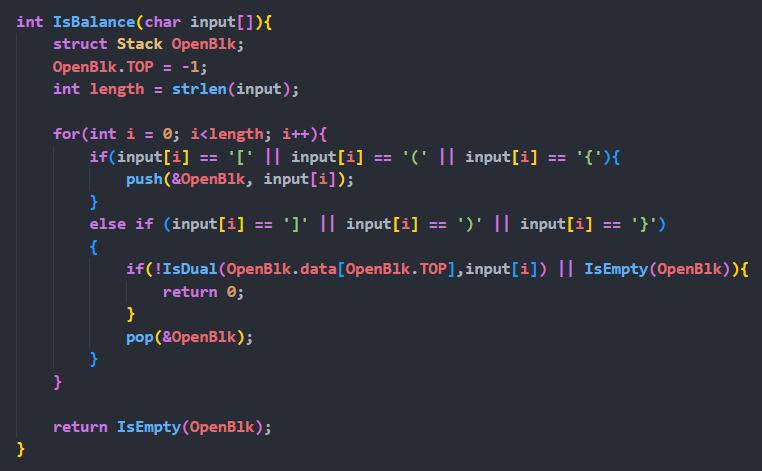 int IsBalance(char input[]){
    struct Stack OpenBlk;
    OpenBlk.TOP = -1;
    int length = strlen(input);

    for(int i = 0; i<length; i++){
        if(input[i] == '[' || input[i] == '(' || input[i] == '{'){
            push(&OpenBlk, input[i]);
        }
        else if (input[i] == ']' || input[i] == ')' || input[i] == '}')
        {
            if(!IsDual(OpenBlk.data[OpenBlk.TOP],input[i]) || IsEmpty(OpenBlk)){
                return 0;
            }
            pop(&OpenBlk);
        }
    }

    return IsEmpty(OpenBlk);
}